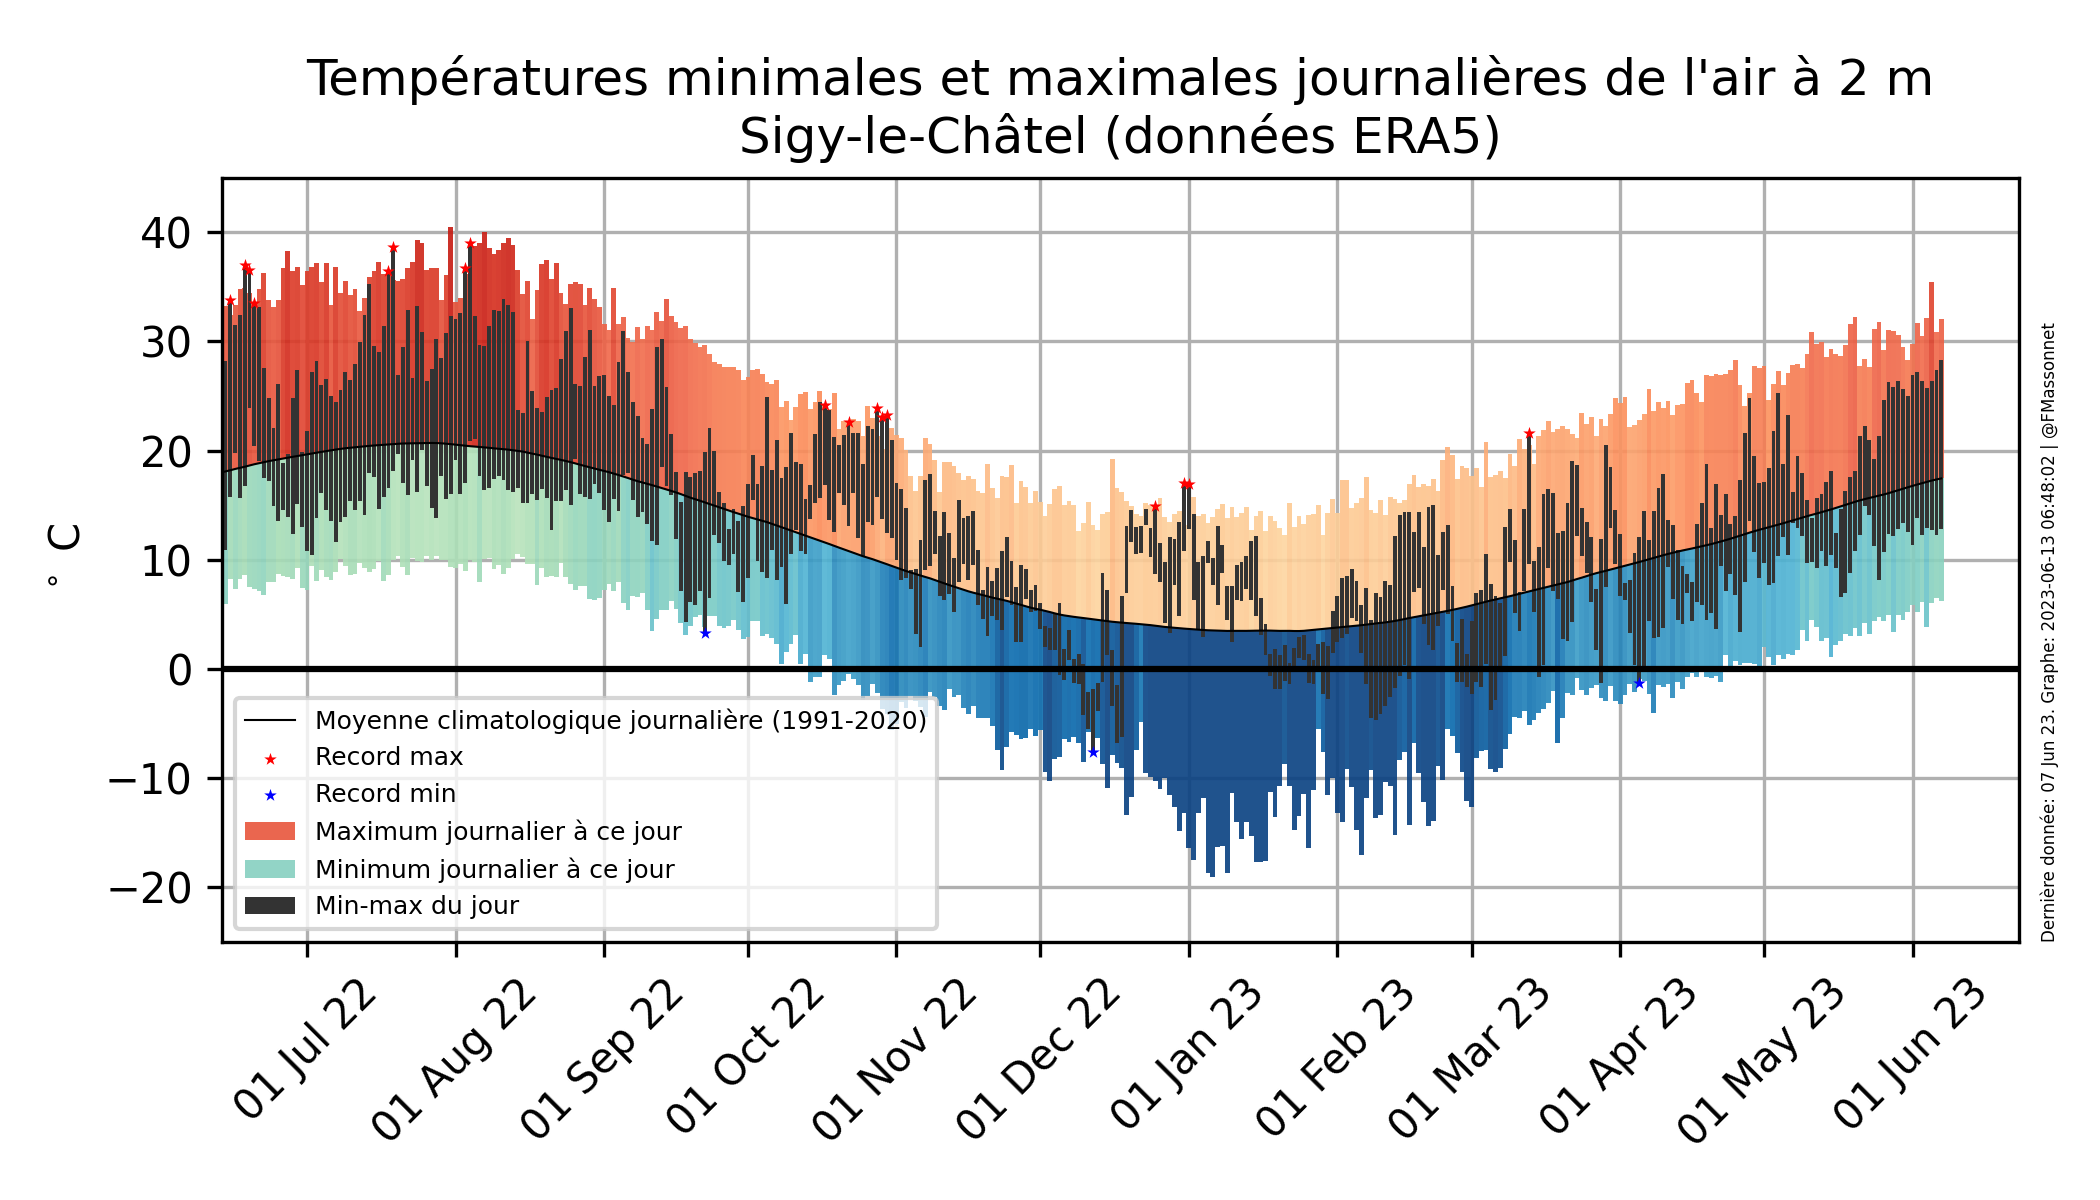 Températures minimales et maximales journalières de l'air à 2 m
Sigy-le-Châtel (données ERA5)
° C
40
30
20
10
0
−10
−20
Moyenne climatologique journalière (1991-2020)
Record max
Record min
Maximum journalier à ce jour
Minimum journalier à ce jour
Min-max du jour
01 Jul 22
01 Aug 22
01 Sep 22
01 Oct 22
01 Nov 22
01 Dec 22
01 Jan 23
01 Feb 23
01 Mar 23
01 Apr 23
01 May 23
01 Jun 23
Dernière donnée: 07 Jun 23. Graphe: 2023-06-13 06:48:02 | @FMassonnet